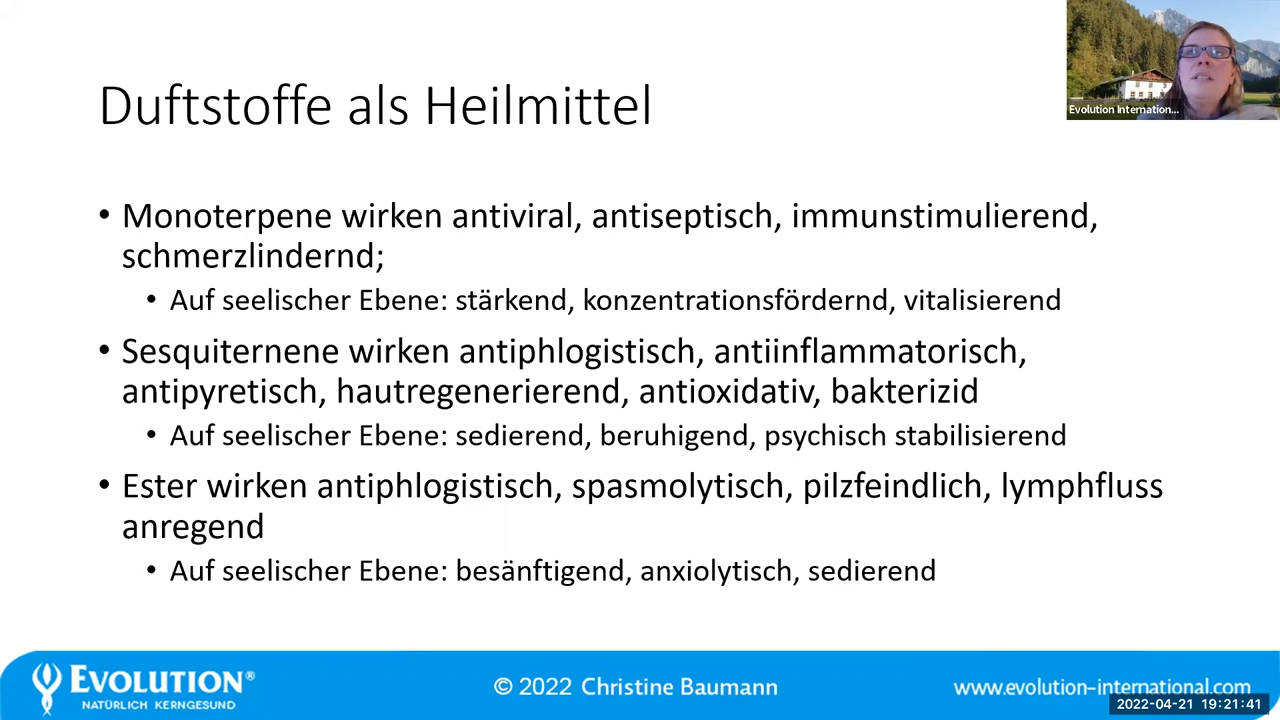 Duftstoffe als Heilmittel
Evolution Internation...
• Monoterpene wirken antiviral, antiseptisch, immunstimulierend,
schmerzlindernd;
• Auf seelischer Ebene: stärkend, konzentrationsfördernd, vitalisierend
• Sesquiternene wirken antiphlogistisch, antiinflammatorisch,
antipyretisch, hautregenerierend, antioxidativ, bakterizid
• Auf seelischer Ebene: sedierend, beruhigend, psychisch stabilisierend
• Ester wirken antiphlogistisch, spasmolytisch, pilzfeindlich, lymphfluss
anregend
• Auf seelischer Ebene: besänftigend, anxiolytisch, sedierend
EVOLUTION®
NATÜRLICH KERNGESUND
© 2022 Christine Baumann
www.evolution-international.com
2022-04-21 19:21:41